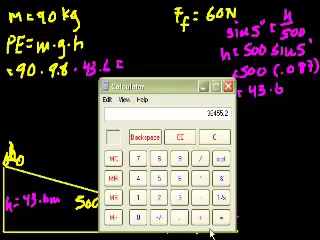 m = 90 kg
PE = m·g·h
= 90·9.8·43.6 =
F_f = 60N
sin5° = h/500
h = 500 sin5°
= 500 (.087)
= 43.6
Calculator
Edit View Help
38455.2
Backspace CE C
MC 7 8 9 / sqrt
MR 4 5 6 * %
MS 1 2 3 - 1/x
M+ 0 +/- . + =
h = 43.6m
500